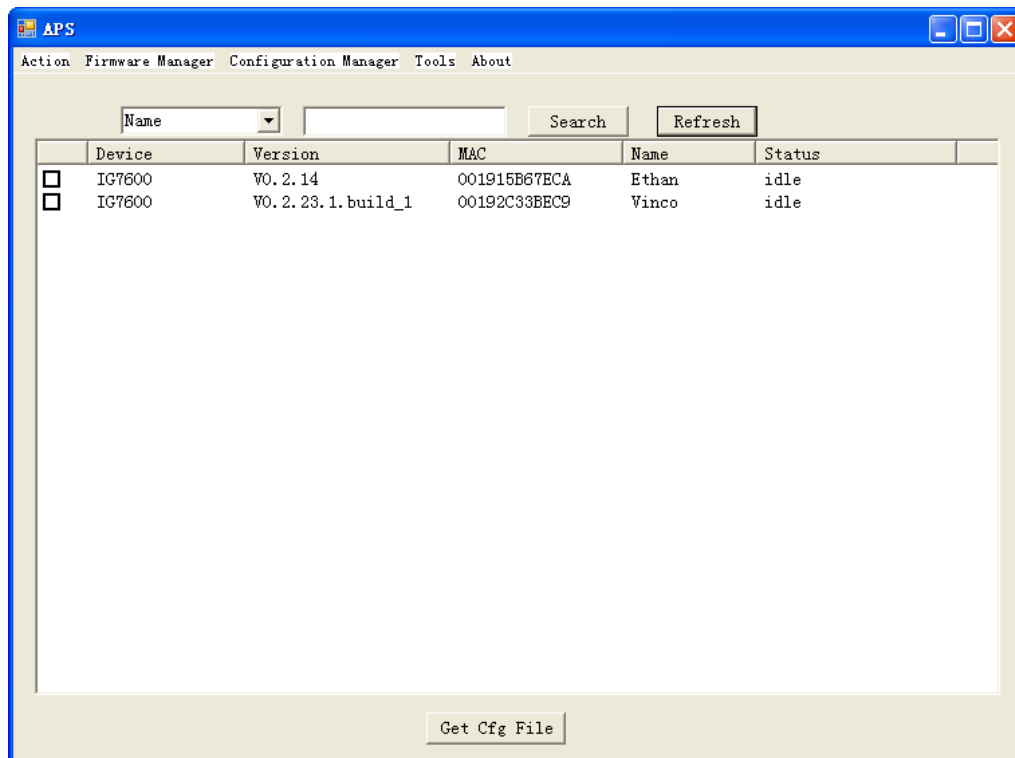 APS
Action Firmware Manager Configuration Manager Tools About
Name Search Refresh
Device Version MAC Name Status
IG7600 V0.2.14 001915B67ECA Ethan idle
IG7600 V0.2.23.1.build_1 00192C33BEC9 Vinco idle
Get Cfg File